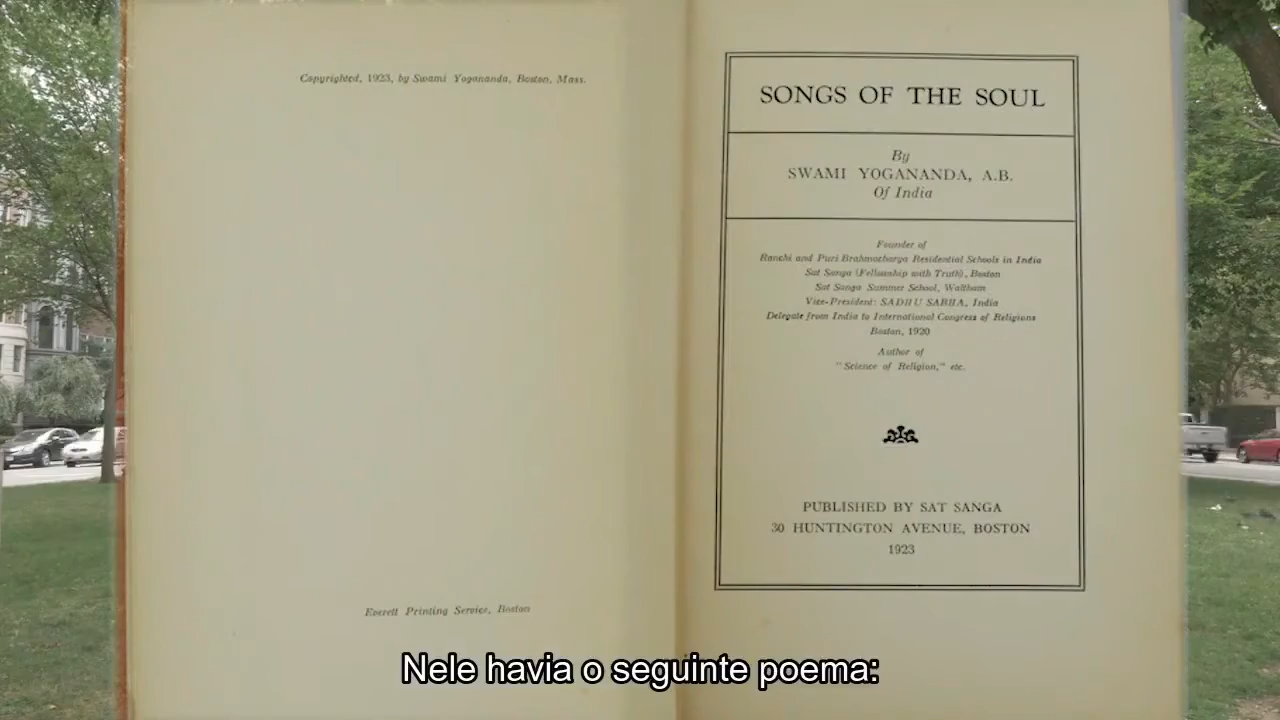 Copyrighted, 1923, by Swami Yogananda, Boston, Mass.
Everett Printing Service, Boston
SONGS OF THE SOUL
By
SWAMI YOGANANDA, A.B.
Of India
Founder of
Ranchi and Puri Brahmacharya Residential Schools in India
Sat Sanga (Fellowship with Truth), Boston
Sat Sanga Summer School, Waltham
Vice-President: SADHU SABHA, India
Delegate from India to International Congress of Religions
Boston, 1920
Author of
"Science of Religion," etc.
PUBLISHED BY SAT SANGA
30 HUNTINGTON AVENUE, BOSTON
1923
Nele havia o seguinte poema: